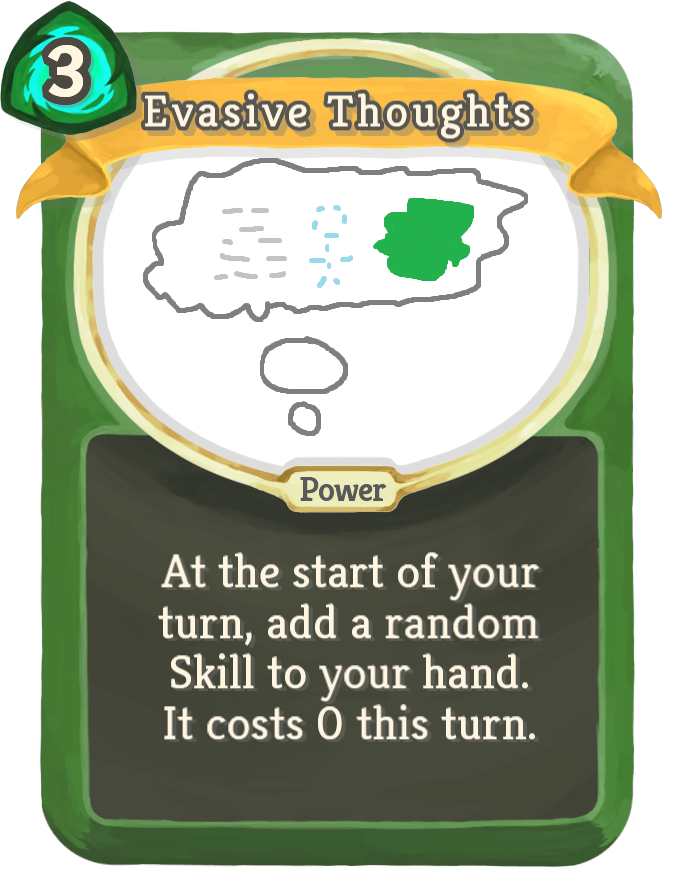 3
Evasive Thoughts
Power
At the start of your
turn, add a random
Skill to your hand.
It costs 0 this turn.